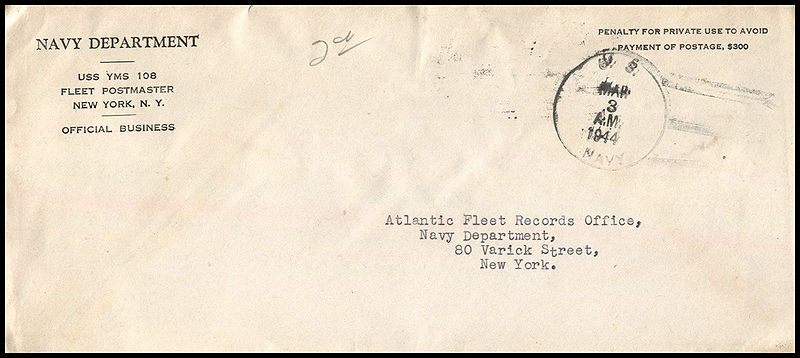 NAVY DEPARTMENT
USS YMS 108
FLEET POSTMASTER
NEW YORK, N. Y.
OFFICIAL BUSINESS
PENALTY FOR PRIVATE USE TO AVOID
PAYMENT OF POSTAGE, $300
U. S.
MAR
3
A.M.
1944
NAVY
Atlantic Fleet Records Office,
Navy Department,
80 Varick Street,
New York.